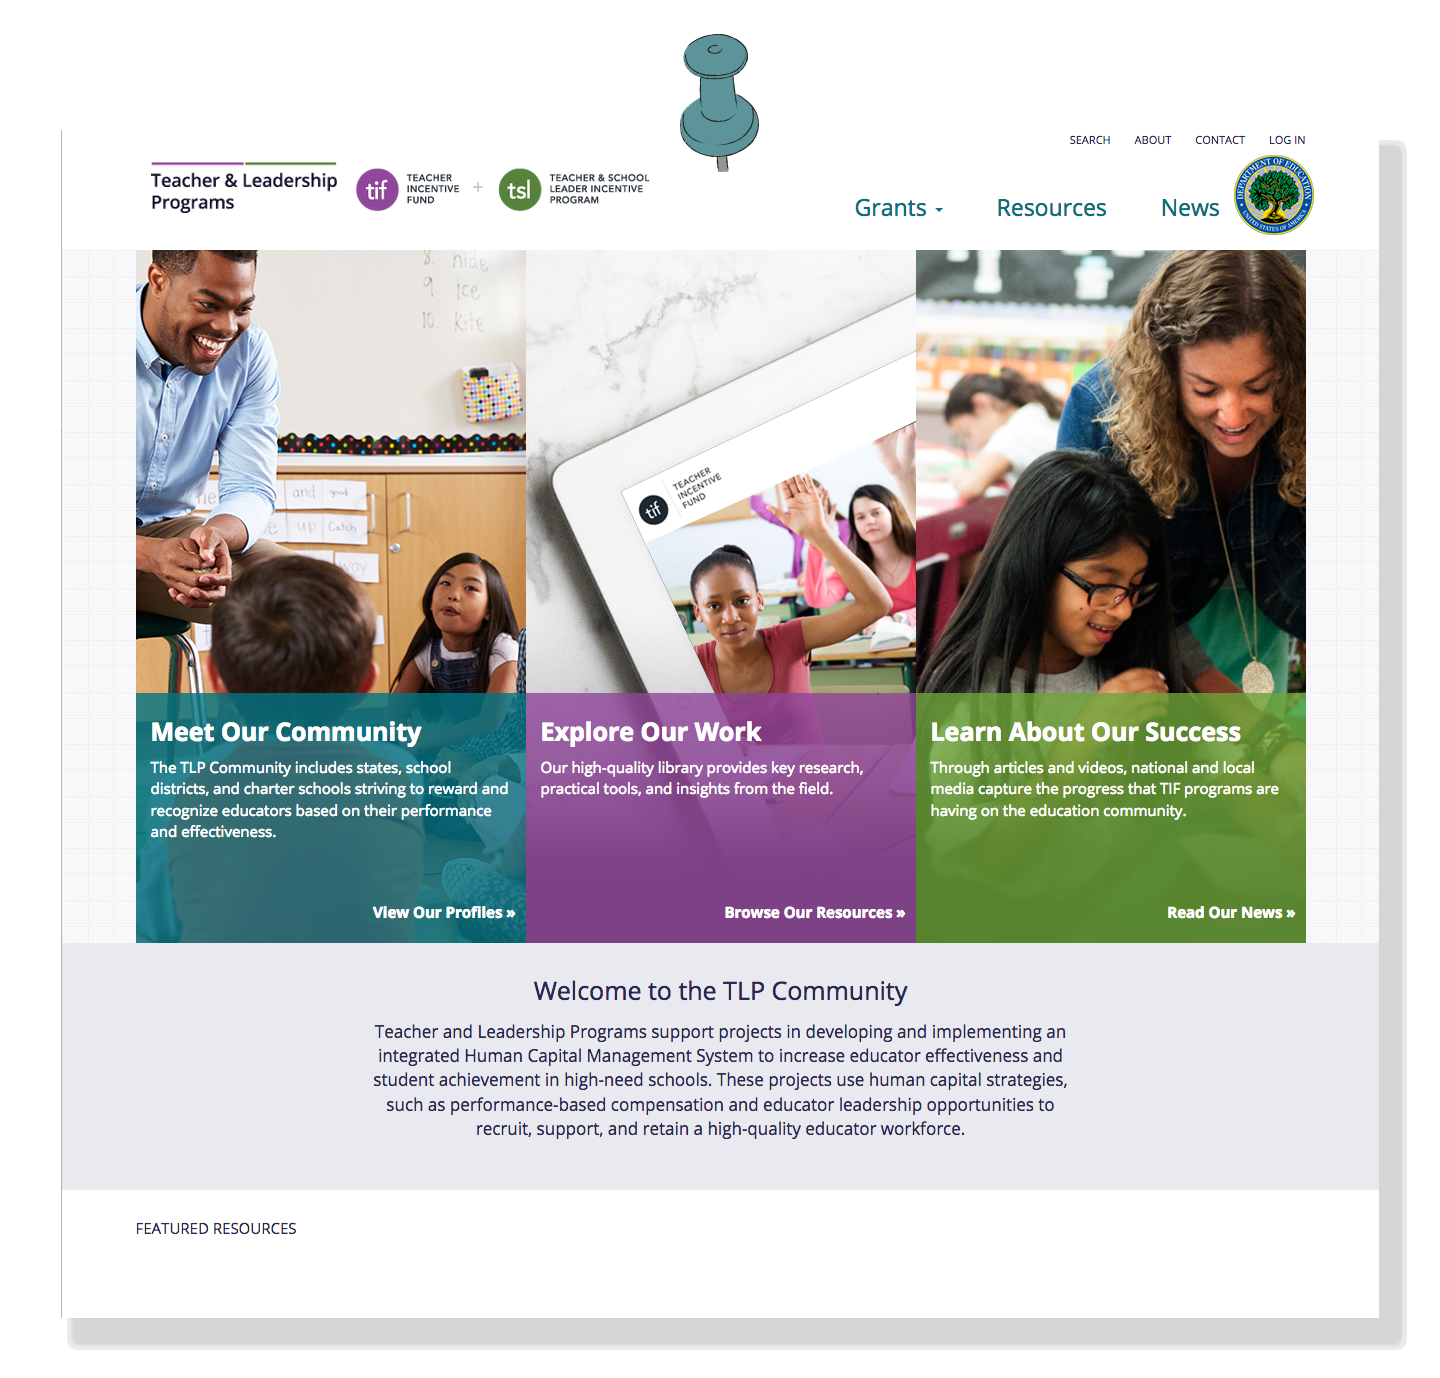 SEARCH ABOUT CONTACT LOG IN
Teacher & Leadership
Programs
tif
TEACHER
INCENTIVE
FUND
+
tsl
TEACHER & SCHOOL
LEADER INCENTIVE
PROGRAM
Grants Resources News
DEPARTMENT OF EDUCATION
UNITED STATES OF AMERICA
8. hide
9. ice
10. kite
he and good
up catch
way
tif
TEACHER
INCENTIVE
FUND
Meet Our Community
The TLP Community includes states, school
districts, and charter schools striving to reward and
recognize educators based on their performance
and effectiveness.
View Our Profiles »
Explore Our Work
Our high-quality library provides key research,
practical tools, and insights from the field.
Browse Our Resources »
Learn About Our Success
Through articles and videos, national and local
media capture the progress that TIF programs are
having on the education community.
Read Our News »
Welcome to the TLP Community
Teacher and Leadership Programs support projects in developing and implementing an
integrated Human Capital Management System to increase educator effectiveness and
student achievement in high-need schools. These projects use human capital strategies,
such as performance-based compensation and educator leadership opportunities to
recruit, support, and retain a high-quality educator workforce.
FEATURED RESOURCES